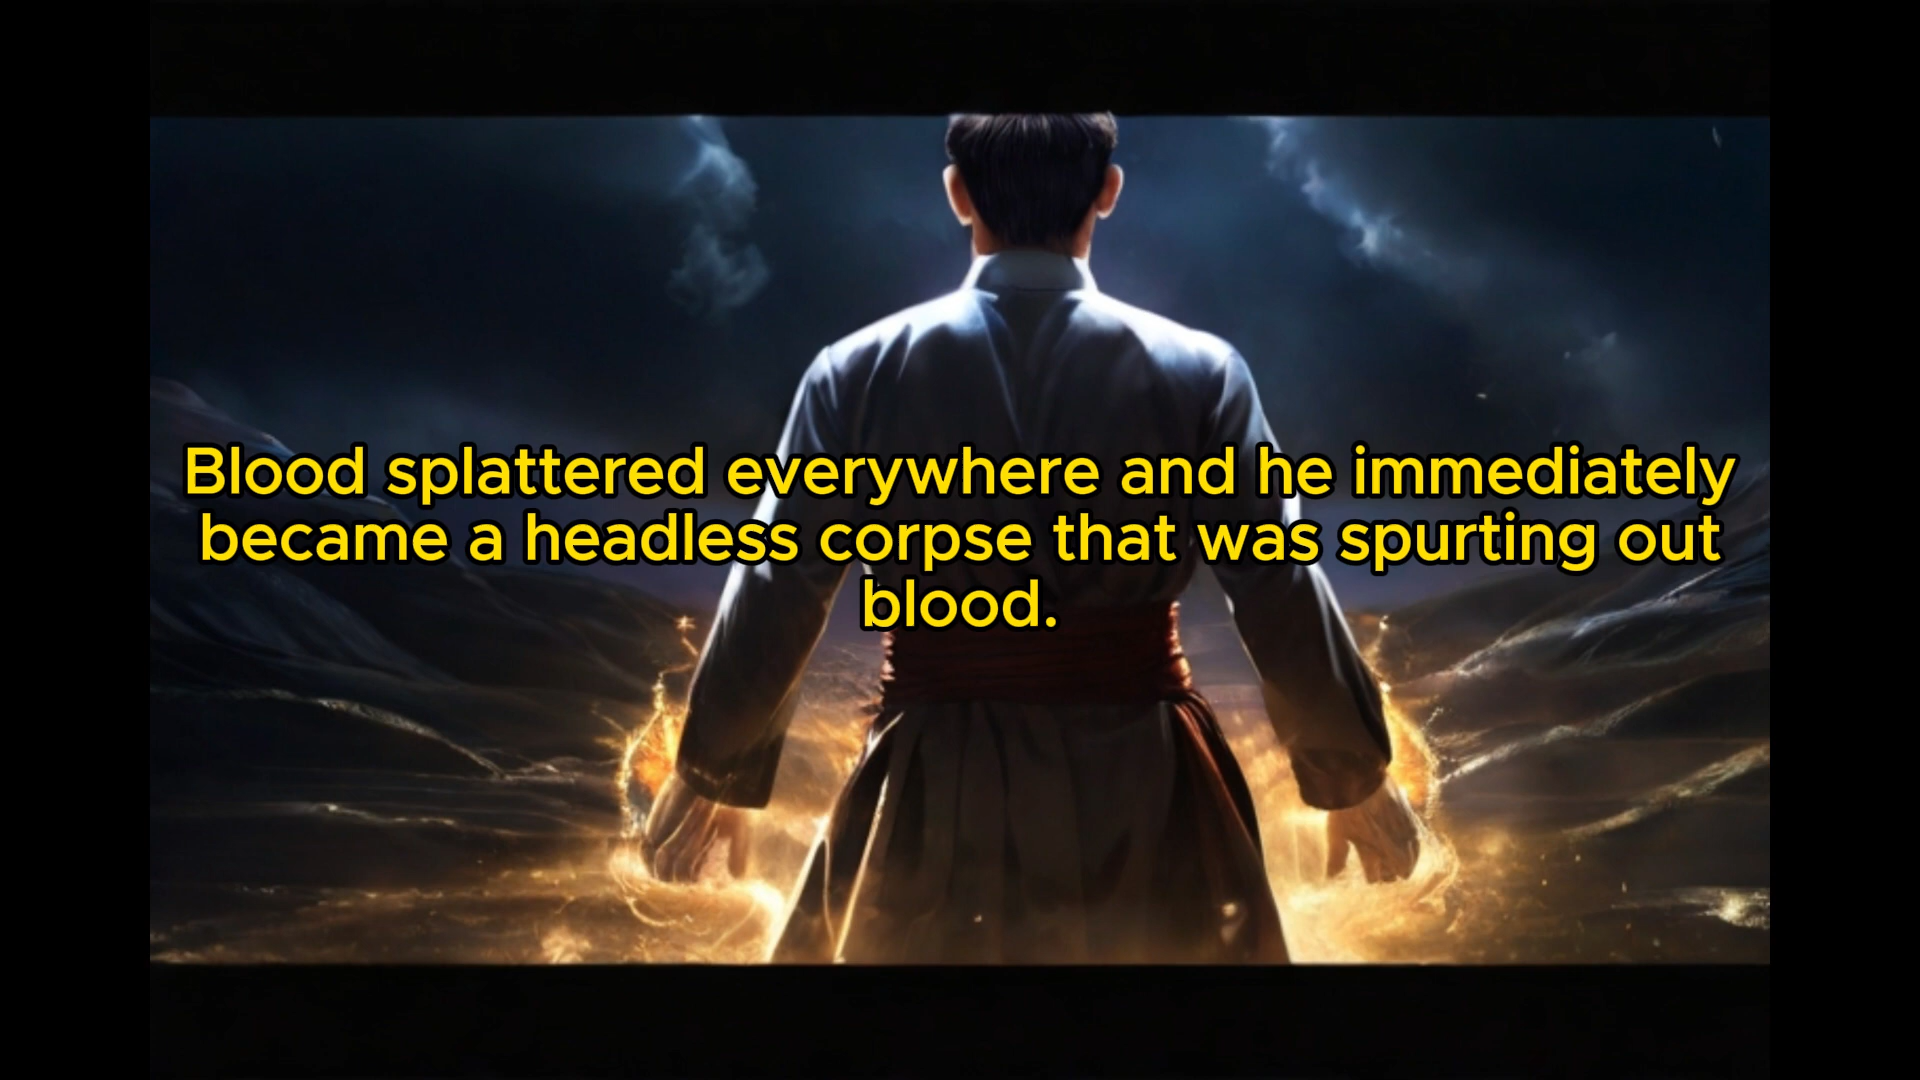 Blood splattered everywhere and he immediately
became a headless corpse that was spurting out
blood.